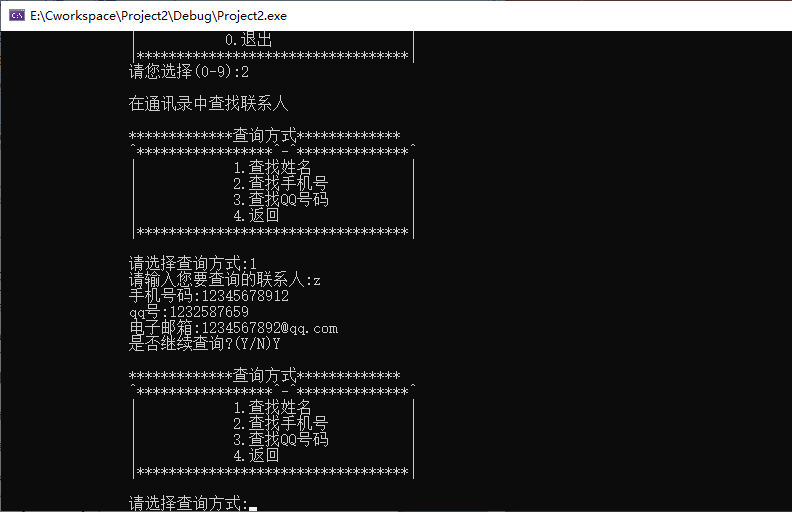 E:\Cworkspace\Project2\Debug\Project2.exe
| 0.退出 |
|*********************************|
请您选择(0-9):2
在通讯录中查找联系人
*************查询方式*************
^*****************^-^**************^
| 1.查找姓名 |
| 2.查找手机号 |
| 3.查找QQ号码 |
| 4.返回 |
|*********************************|
请选择查询方式:1
请输入您要查询的联系人:z
手机号码:12345678912
qq号:1232587659
电子邮箱:1234567892@qq.com
是否继续查询?(Y/N)Y
*************查询方式*************
^*****************^-^**************^
| 1.查找姓名 |
| 2.查找手机号 |
| 3.查找QQ号码 |
| 4.返回 |
|*********************************|
请选择查询方式: